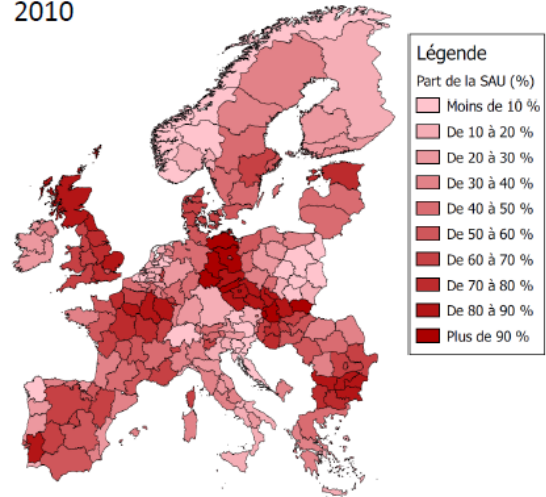 2010
Légende
Part de la SAU (%)
Moins de 10 %
De 10 à 20 %
De 20 à 30 %
De 30 à 40 %
De 40 à 50 %
De 50 à 60 %
De 60 à 70 %
De 70 à 80 %
De 80 à 90 %
Plus de 90 %